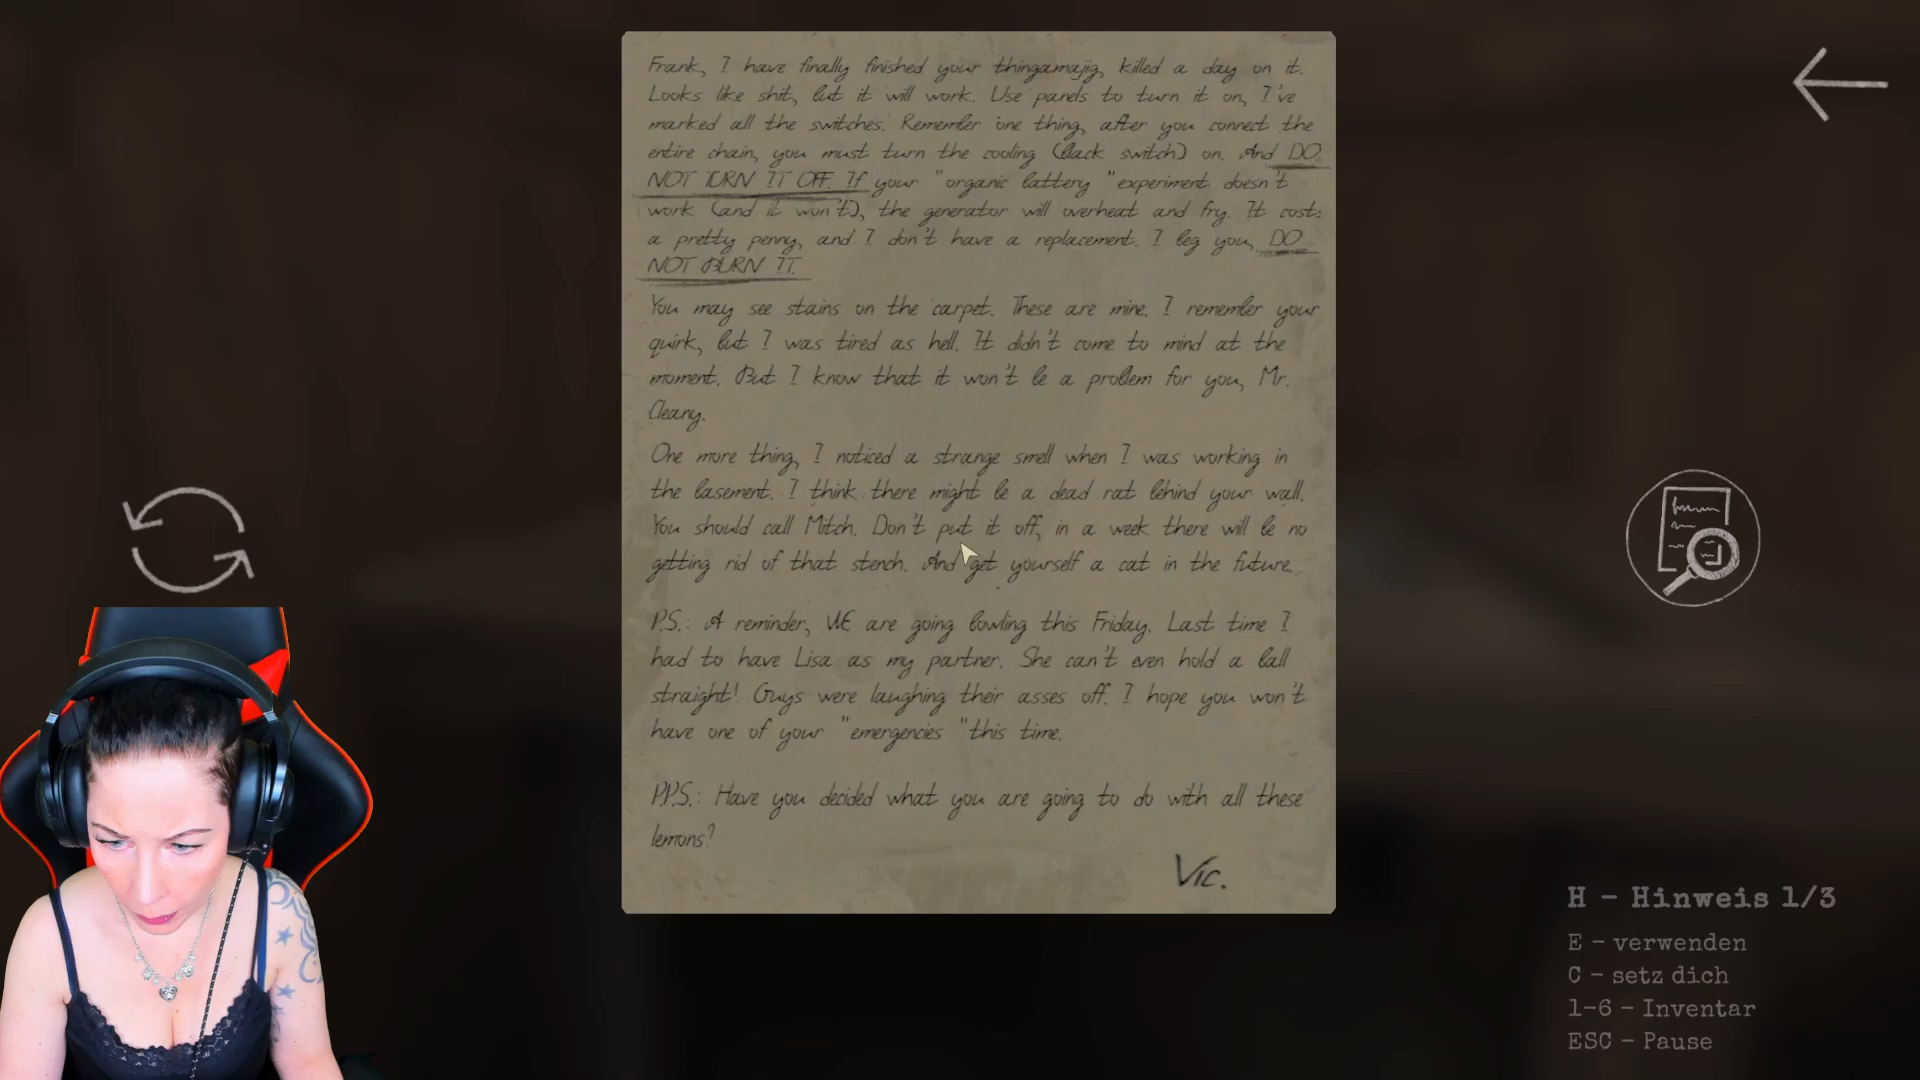 Frank, I have finally finished your thingamajig, killed a day on it.
Looks like shit, but it will work. Use panels to turn it on, I've
marked all the switches. Remember one thing, after you connect the
entire chain, you must turn the cooling (black switch) on. And DO
NOT TURN IT OFF. If your "organic battery "experiment doesn't
work (and it won't), the generator will overheat and fry. It costs
a pretty penny, and I don't have a replacement. I beg you, DO
NOT BURN IT.
You may see stains on the carpet. These are mine. I remember your
quirk, but I was tired as hell. It didn't come to mind at the
moment. But I know that it won't be a problem for you, Mr.
Cleany.
One more thing, I noticed a strange smell when I was working in
the basement. I think there might be a dead rat behind your wall.
You should call Mitch. Don't put it off, in a week there will be no
getting rid of that stench. And get yourself a cat in the future.
P.S.: A reminder, WE are going bowling this Friday. Last time I
had to have Lisa as my partner. She can't even hold a ball
straight! Guys were laughing their asses off. I hope you won't
have one of your "emergencies "this time.
P.P.S.: Have you decided what you are going to do with all these
lemons?
Vic.
H - Hinweis 1/3
E - verwenden
C - setz dich
1-6 - Inventar
ESC - Pause